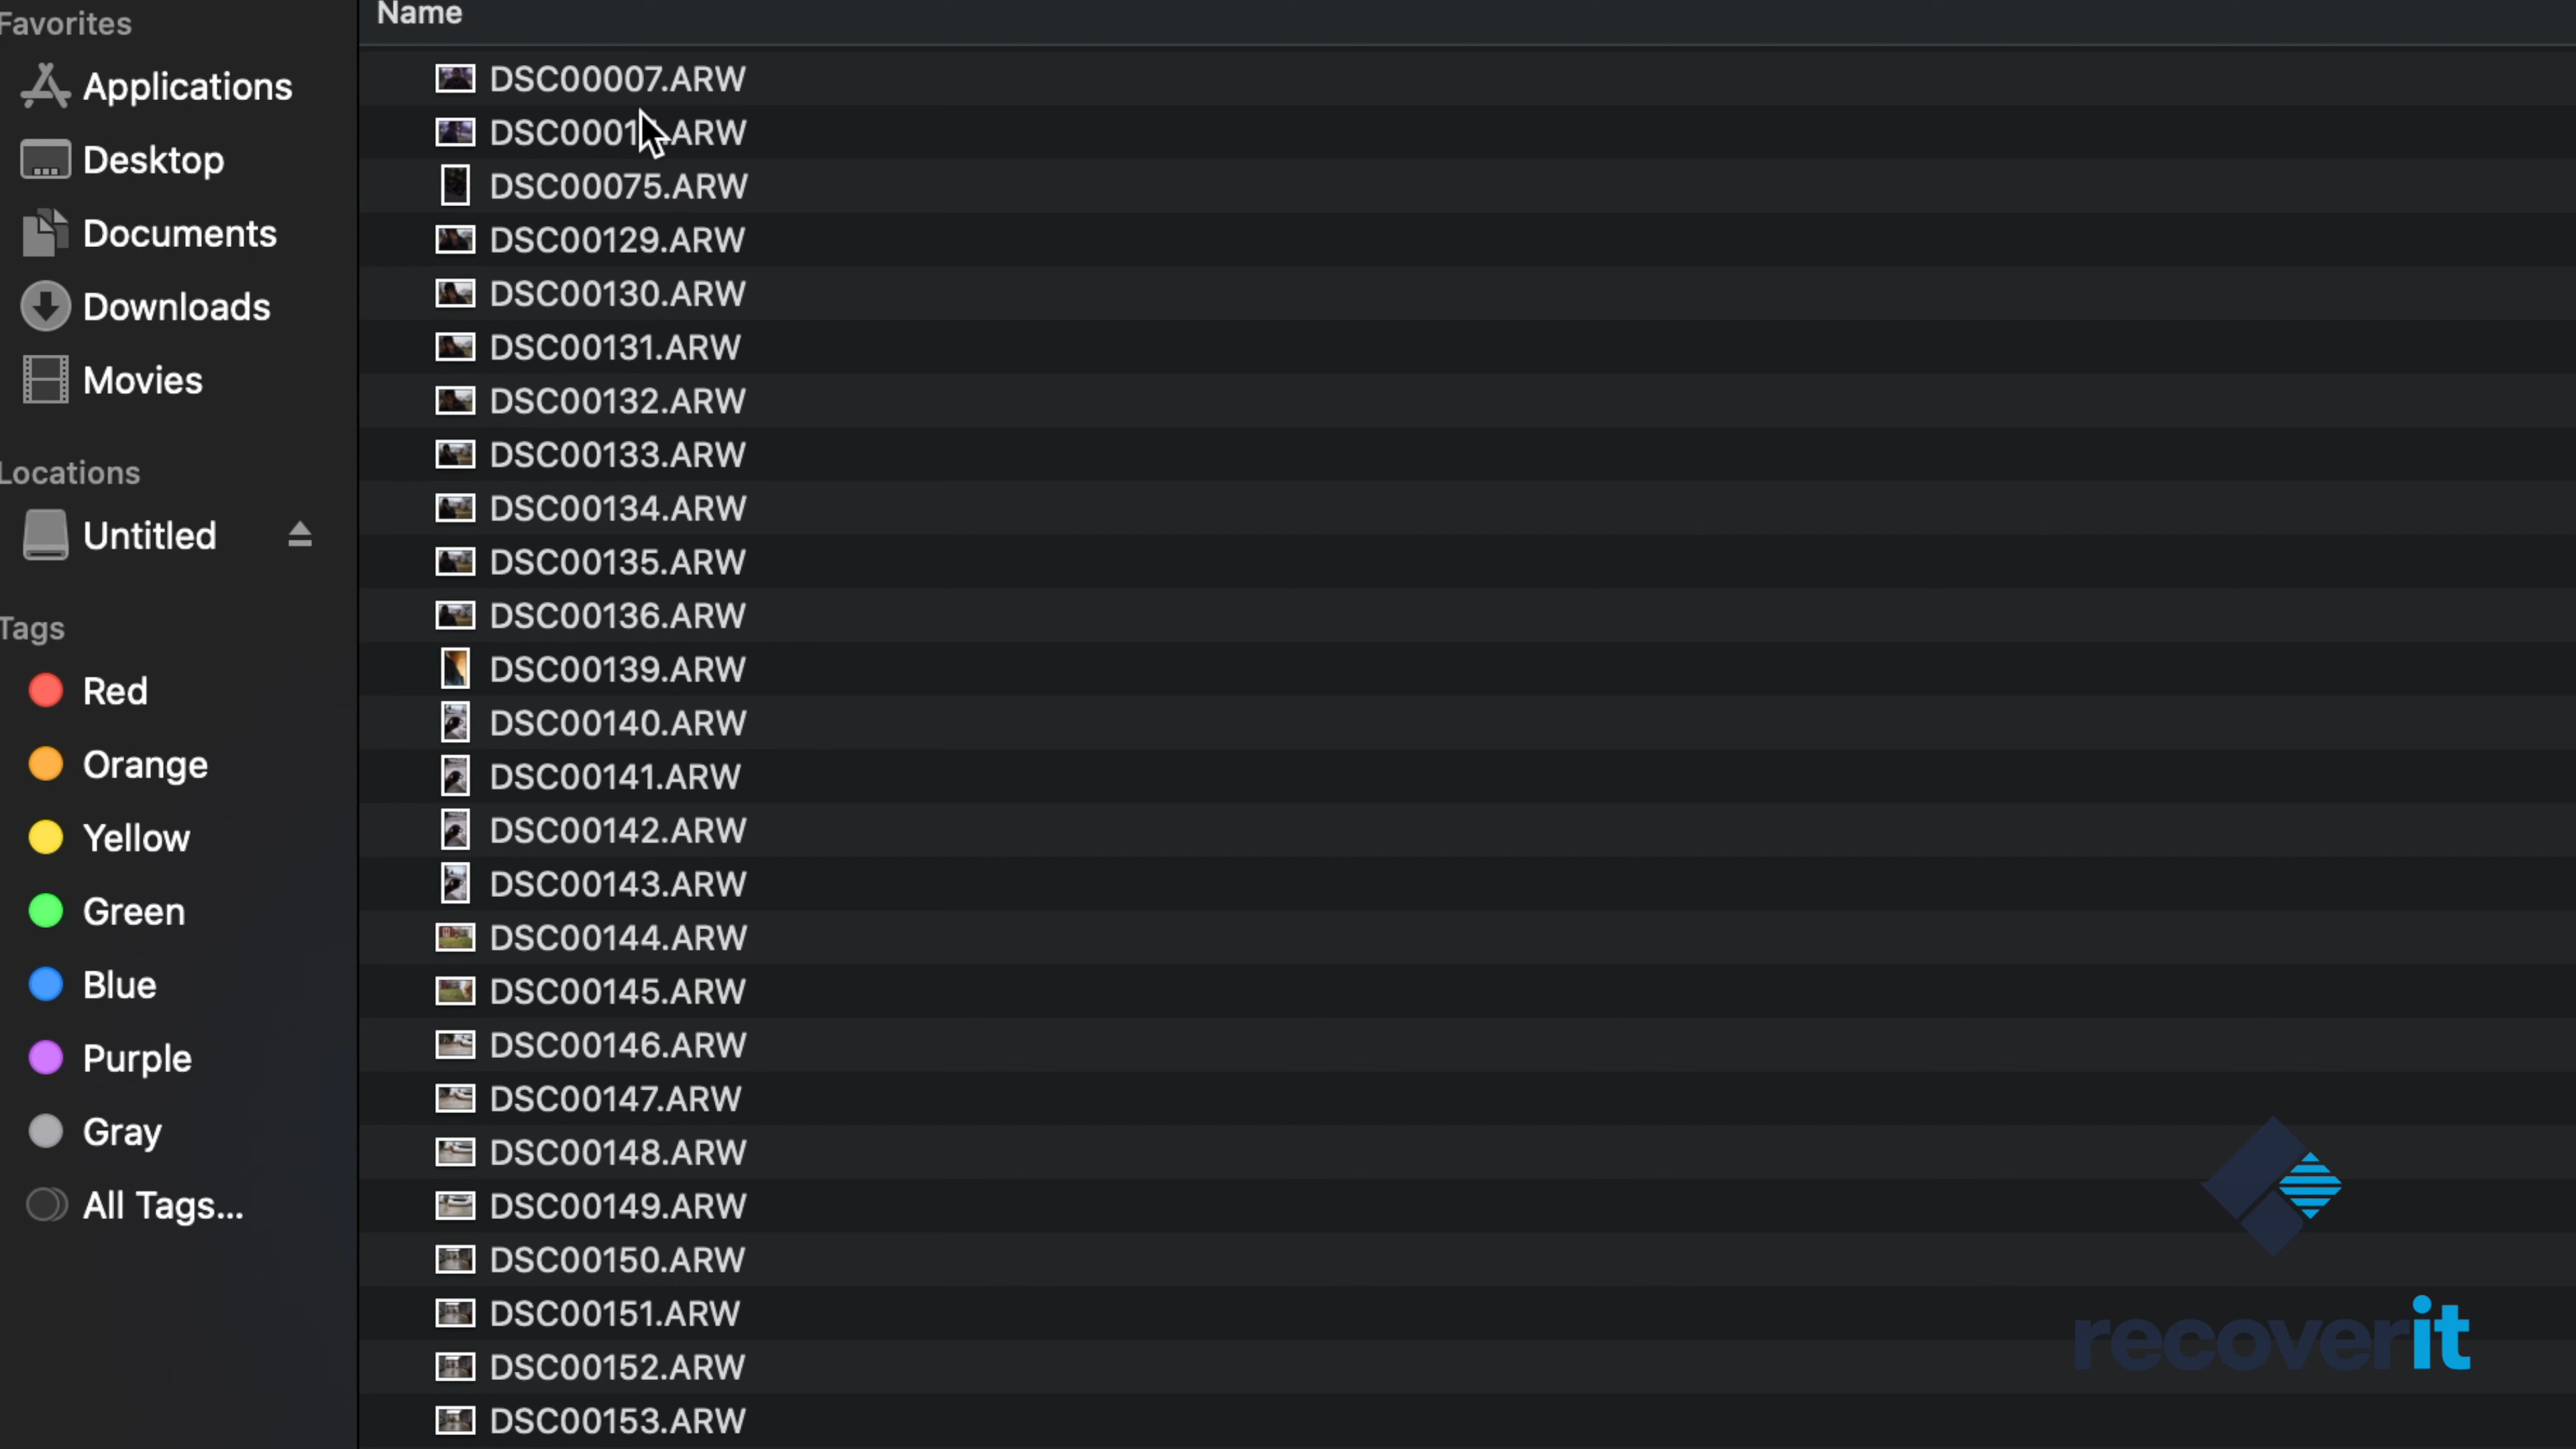 Favorites
Applications
Desktop
Documents
Downloads
Movies
Locations
Untitled
Tags
Red
Orange
Yellow
Green
Blue
Purple
Gray
All Tags...
Name
DSC00007.ARW
DSC00075.ARW
DSC00129.ARW
DSC00130.ARW
DSC00131.ARW
DSC00132.ARW
DSC00133.ARW
DSC00134.ARW
DSC00135.ARW
DSC00136.ARW
DSC00139.ARW
DSC00140.ARW
DSC00141.ARW
DSC00142.ARW
DSC00143.ARW
DSC00144.ARW
DSC00145.ARW
DSC00146.ARW
DSC00147.ARW
DSC00148.ARW
DSC00149.ARW
DSC00150.ARW
DSC00151.ARW
DSC00152.ARW
DSC00153.ARW
recoverit